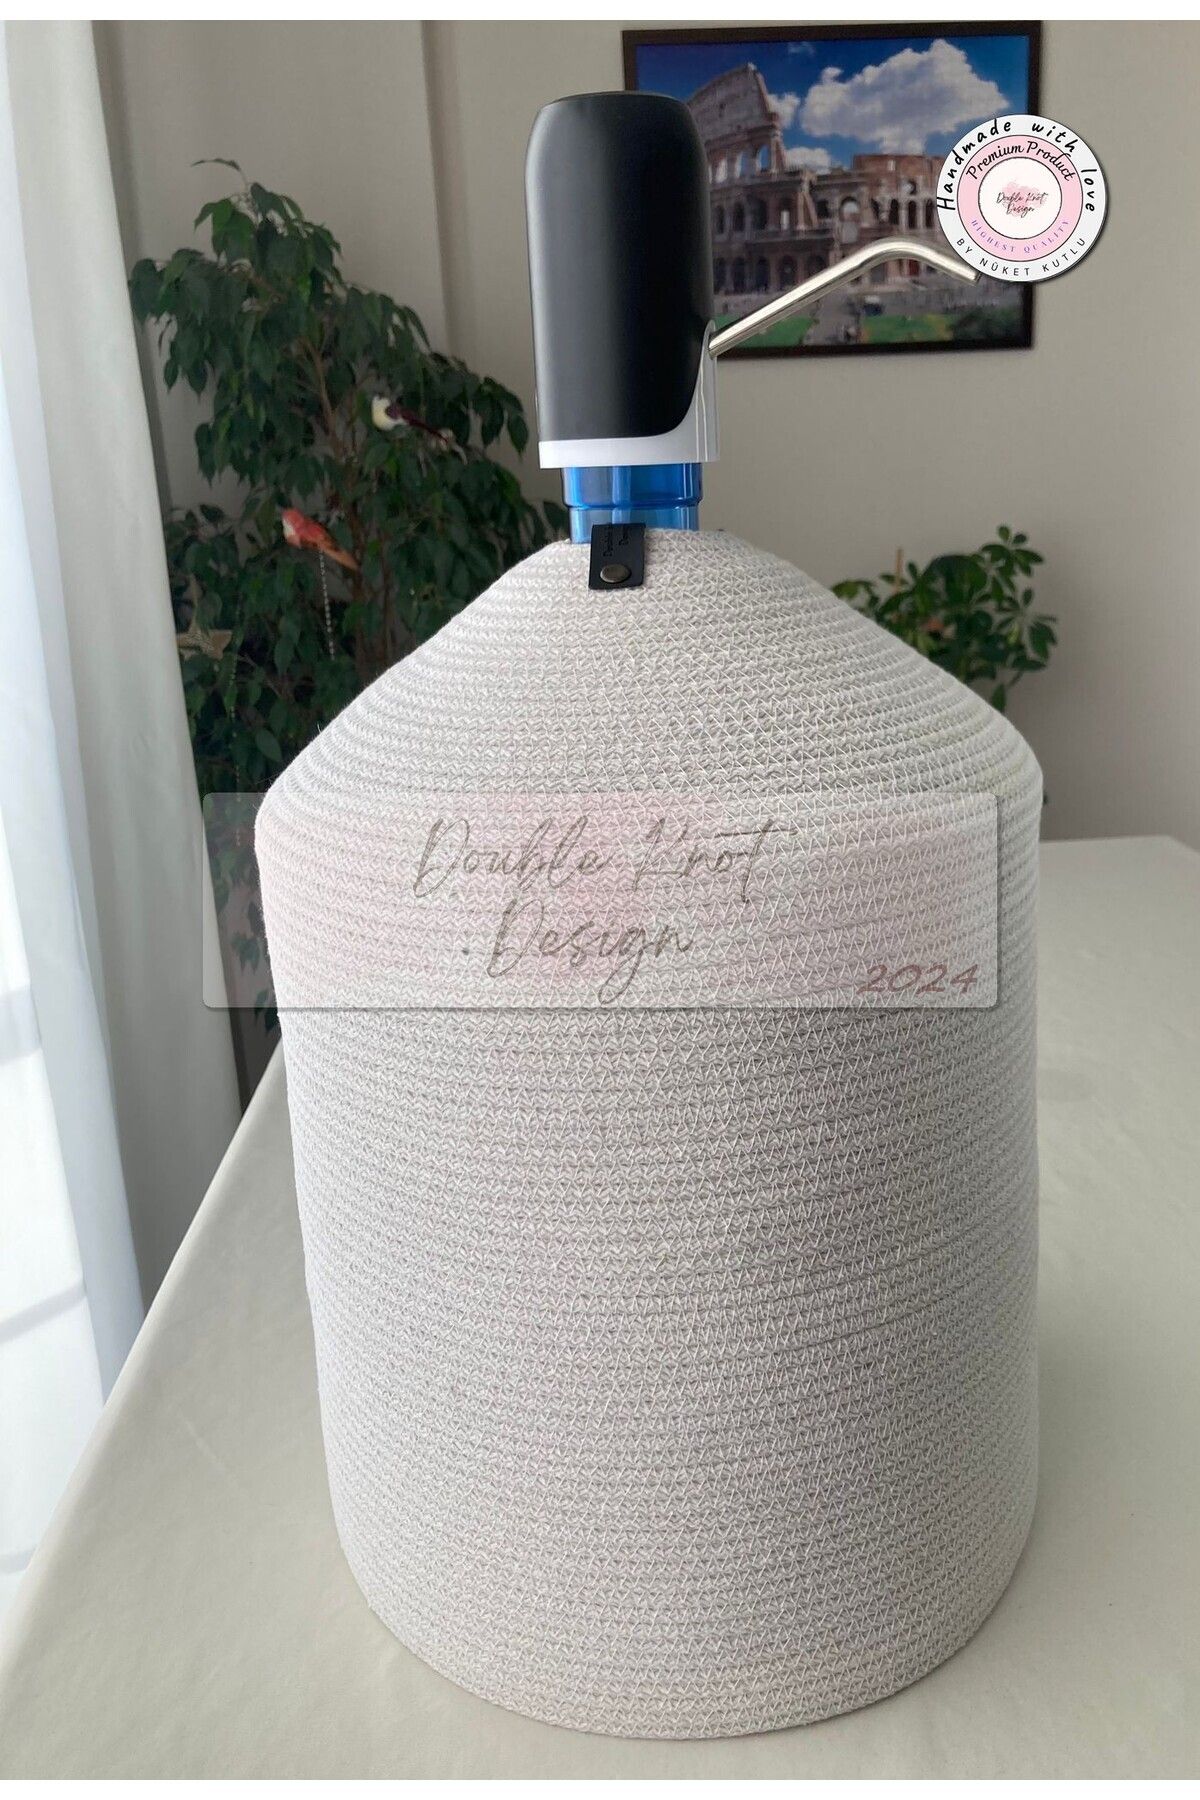 Handmade with love
Premium Product
Double Knot
Design
HIGHEST QUALITY
BY NÜKET KUTLU
Double Knot
Design
2024